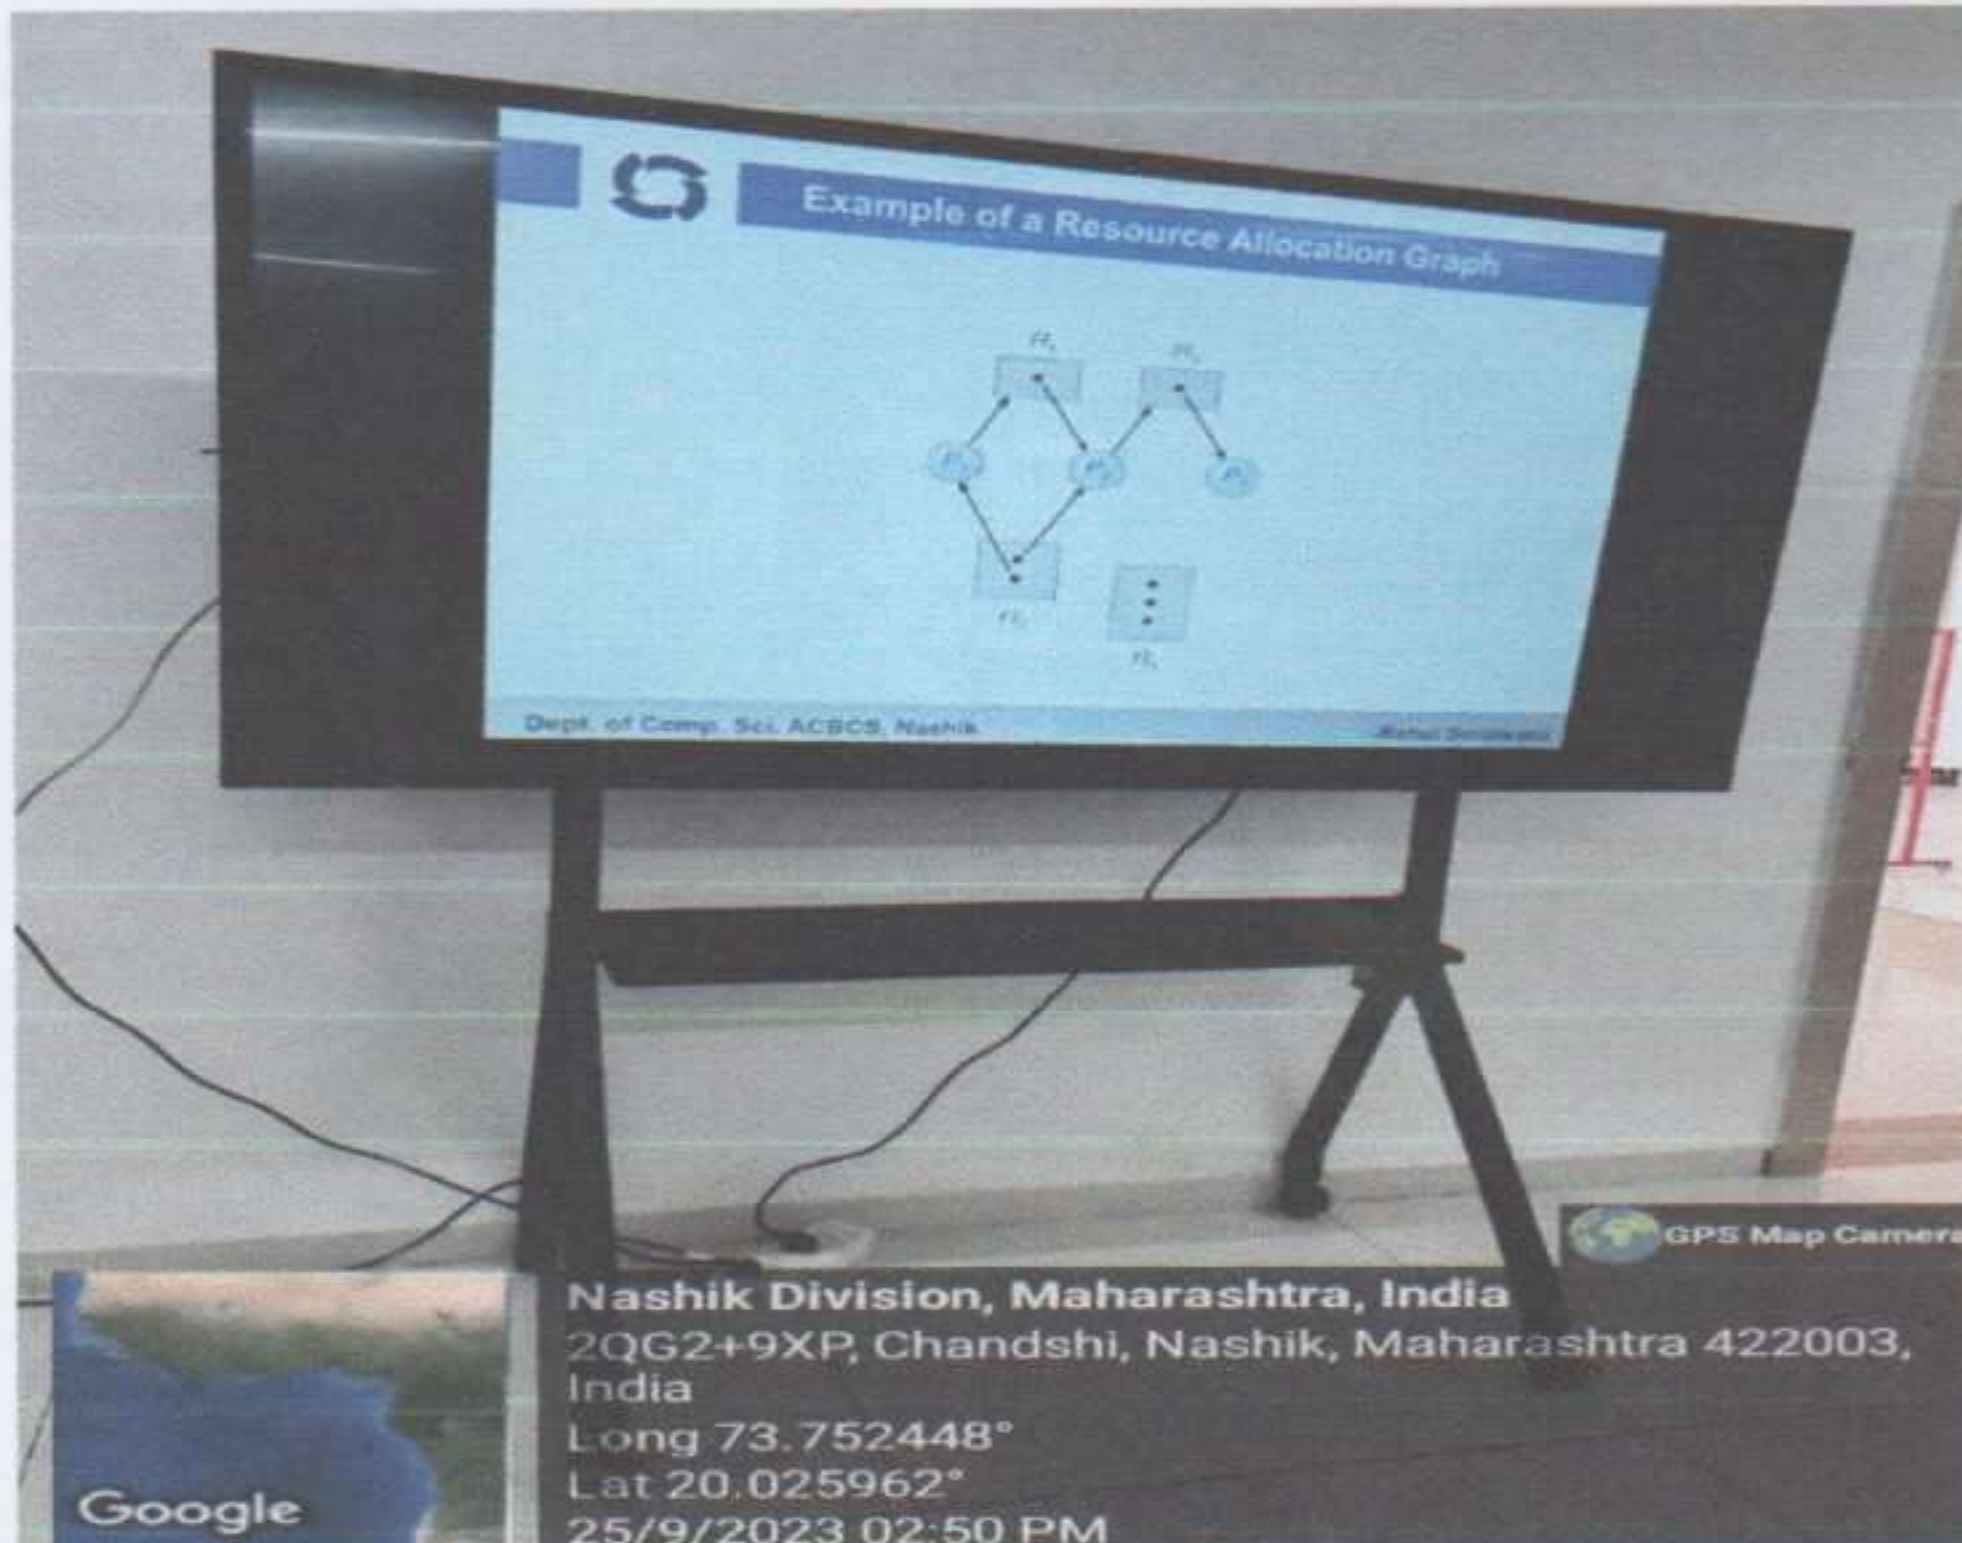 Example of a Resource Allocation Graph
Dept. of Comp. Sci. ACBCS, Nashik
GPS Map Camera
Nashik Division, Maharashtra, India
2QG2+9XP, Chandshi, Nashik, Maharashtra 422003,
India
Long 73.752448°
Lat 20.025962°
25/9/2023 02:50 PM
Google